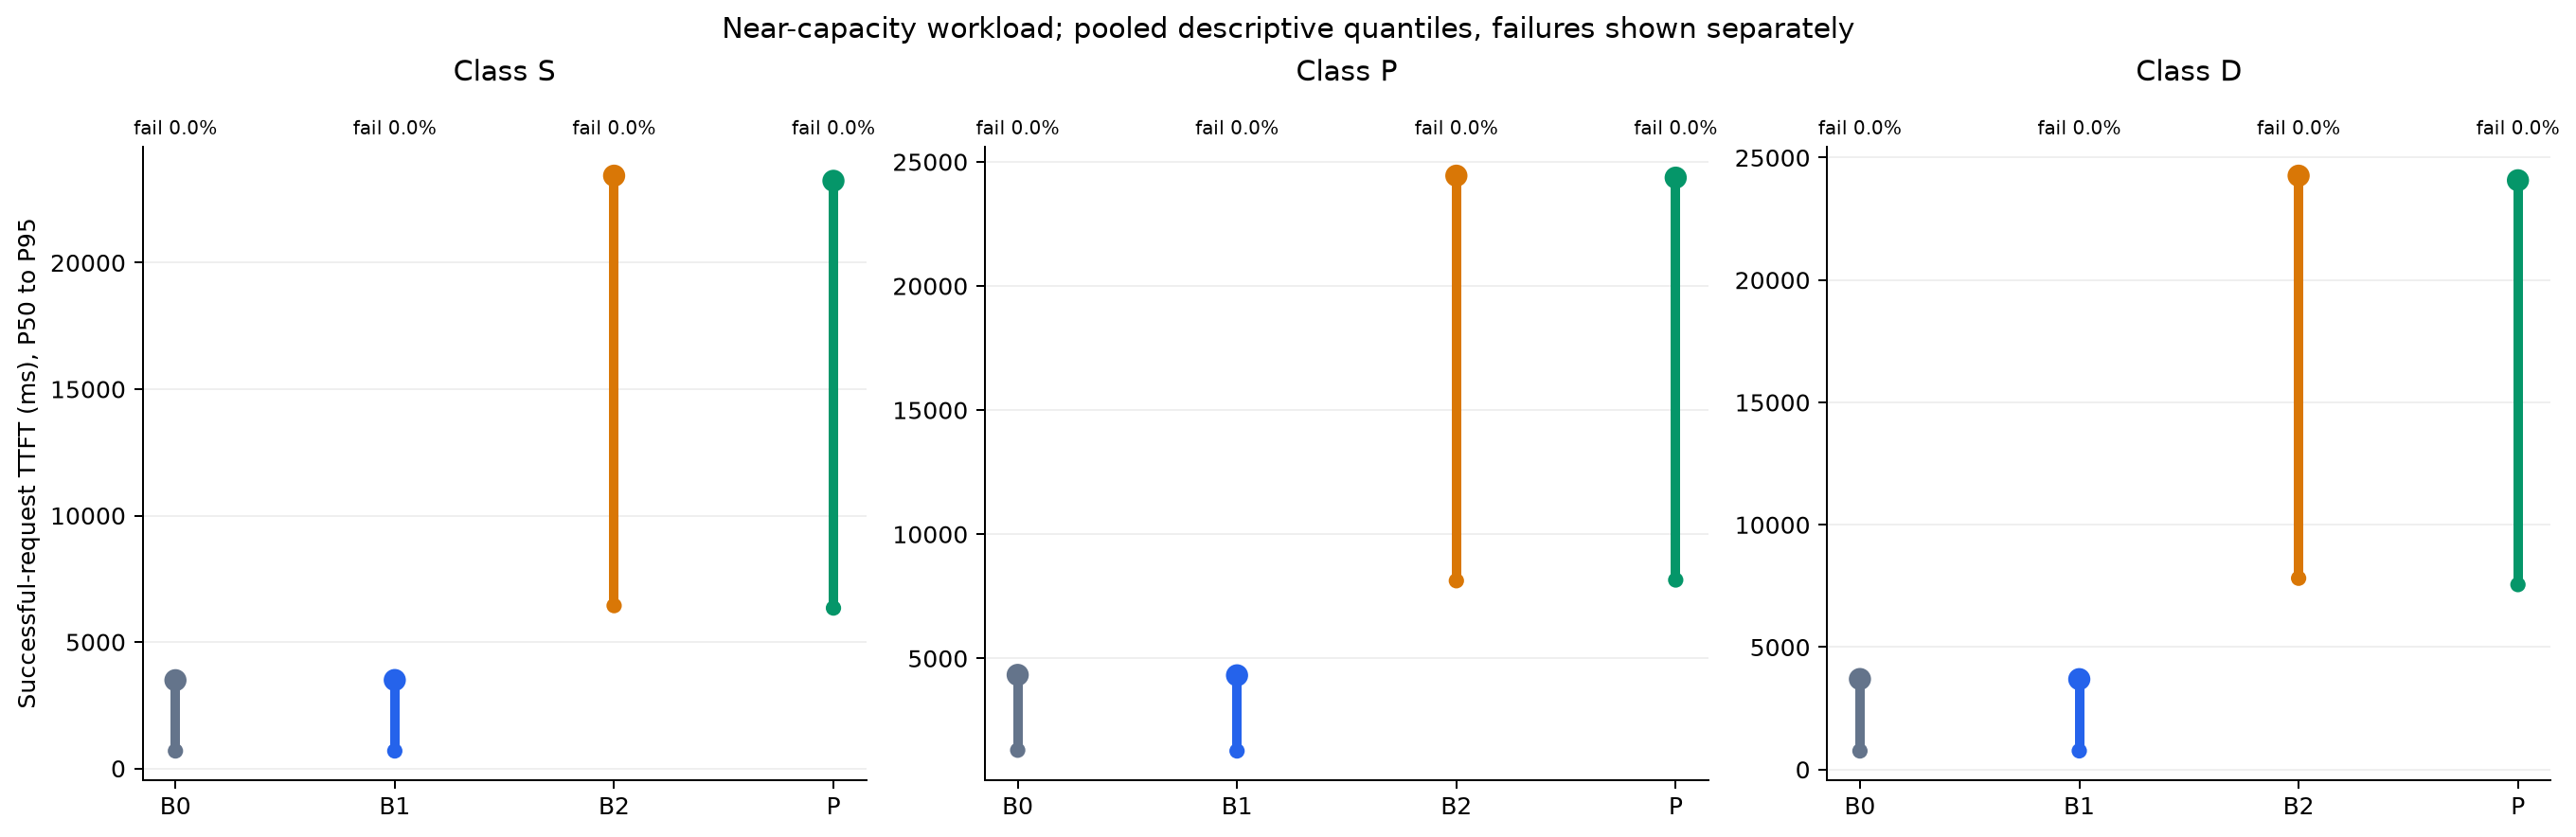 Near-capacity workload; pooled descriptive quantiles, failures shown separately
Class S
Class P
Class D
fail 0.0% fail 0.0% fail 0.0% fail 0.0%
fail 0.0% fail 0.0% fail 0.0% fail 0.0%
fail 0.0% fail 0.0% fail 0.0% fail 0.0%
Successful-request TTFT (ms), P50 to P95
20000
15000
10000
5000
0
25000
20000
15000
10000
5000
25000
20000
15000
10000
5000
0
B0 B1 B2 P
B0 B1 B2 P
B0 B1 B2 P